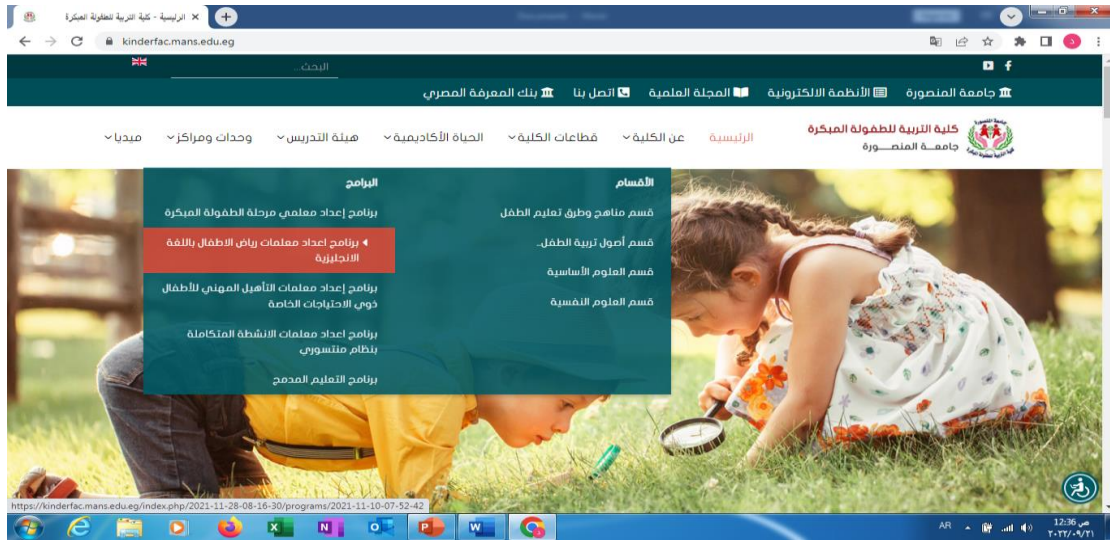 الرئيسية - كلية التربية للطفولة المبكرة
kinderfac.mans.edu.eg
البحث...
جامعة المنصورة
الأنظمة الالكترونية
المجلة العلمية
اتصل بنا
بنك المعرفة المصري
كلية التربية للطفولة المبكرة
جامعـــة المنصـــــورة
الرئيسية
عن الكلية
قطاعات الكلية
الحياة الأكاديمية
هيئة التدريس
وحدات ومراكز
ميديا
الأقسام
قسم مناهج وطرق تعليم الطفل
قسم أصول تربية الطفل..
قسم العلوم الأساسية
قسم العلوم النفسية
البرامج
برنامج إعداد معلمي مرحلة الطفولة المبكرة
برنامج اعداد معلمات رياض الاطفال باللغة
الانجليزية
برنامج إعداد معلمات التأهيل المهني للأطفال
ذوي الاحتياجات الخاصة
برنامج اعداد معلمات الانشطة المتكاملة
بنظام منتسوري
برنامج التعليم المدمج
https://kinderfac.mans.edu.eg/index.php/2021-11-28-08-16-30/programs/2021-11-10-07-52-42
AR
12:36 ص
٢٠٢٢/٠٩/٢١